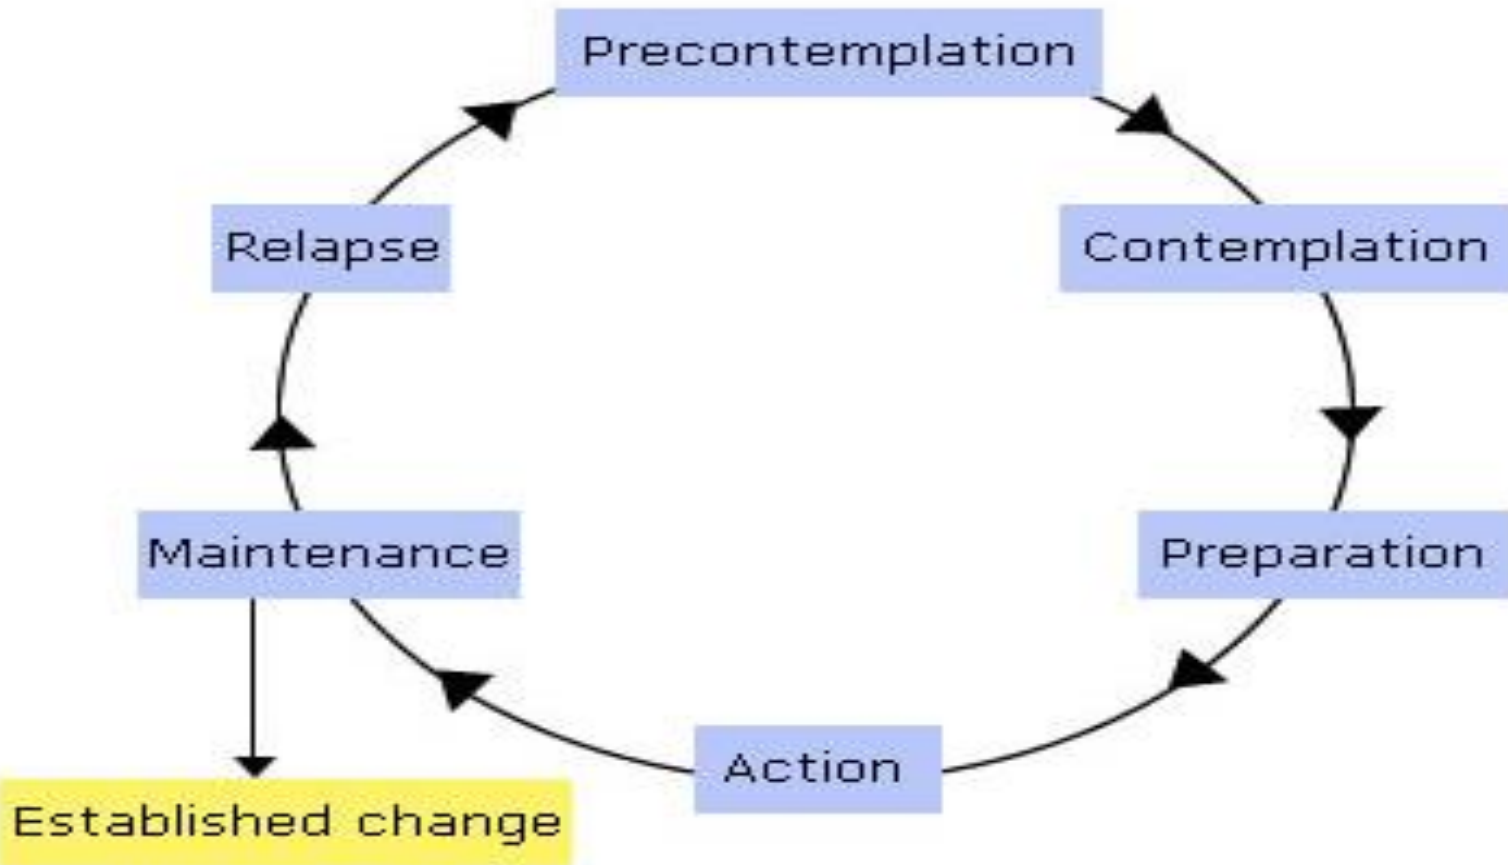 Precontemplation
Relapse
Contemplation
Maintenance
Preparation
Action
Established change